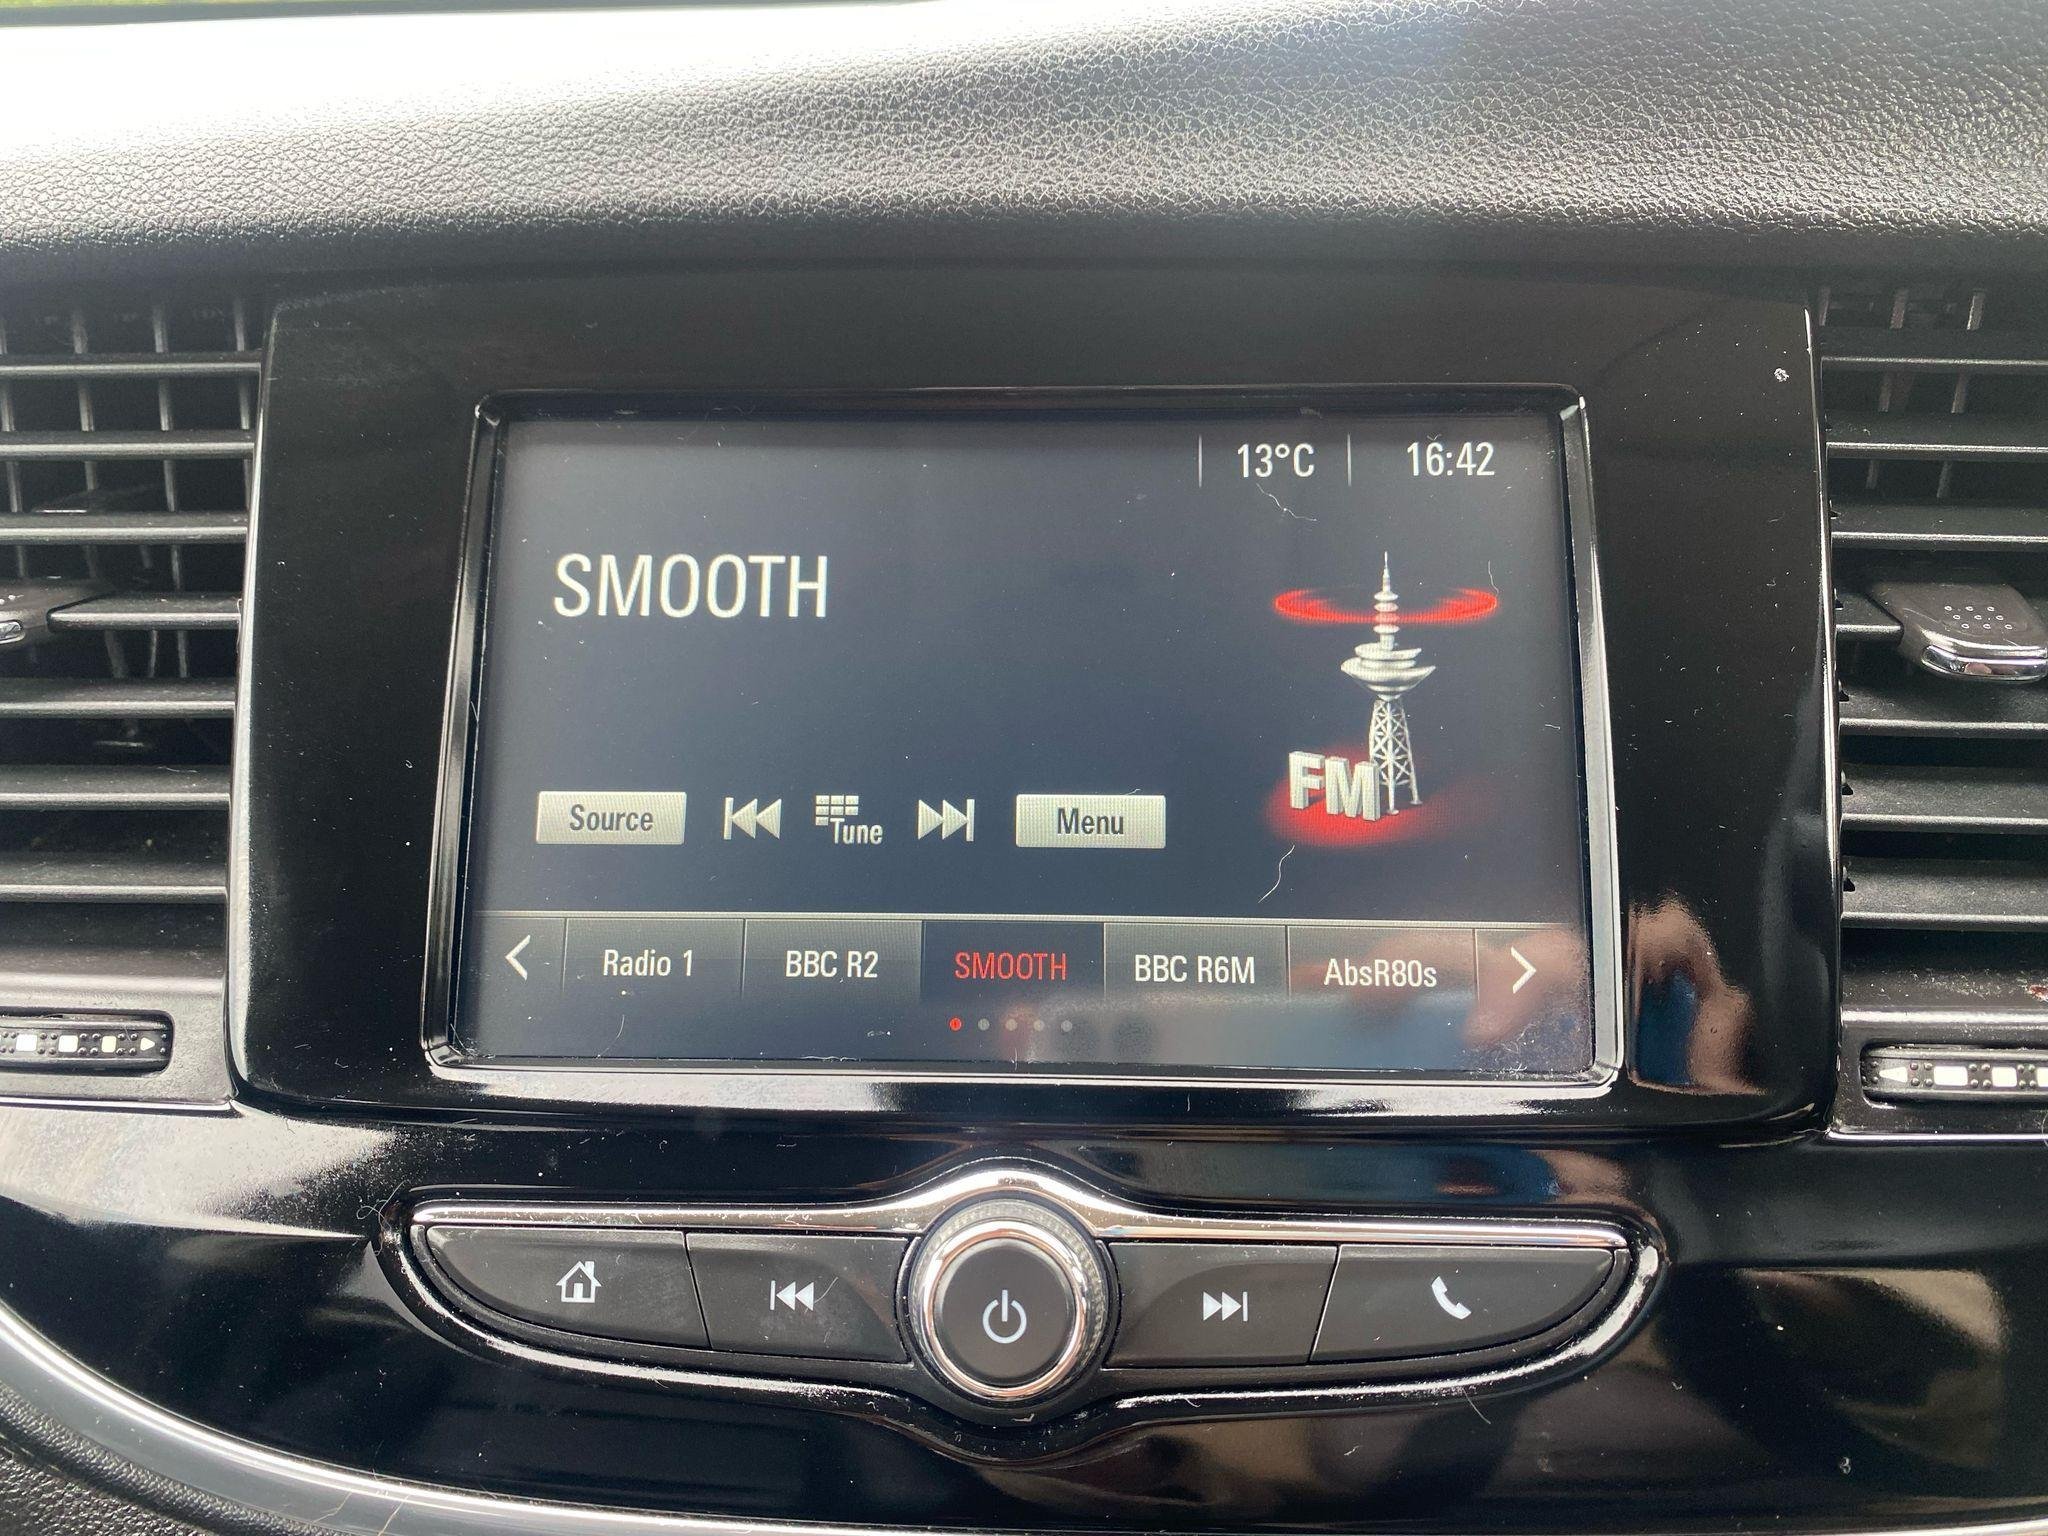 13°C 16:42
SMOOTH
FM
Source Tune Menu
Radio 1 BBC R2 SMOOTH BBC R6M AbsR80s